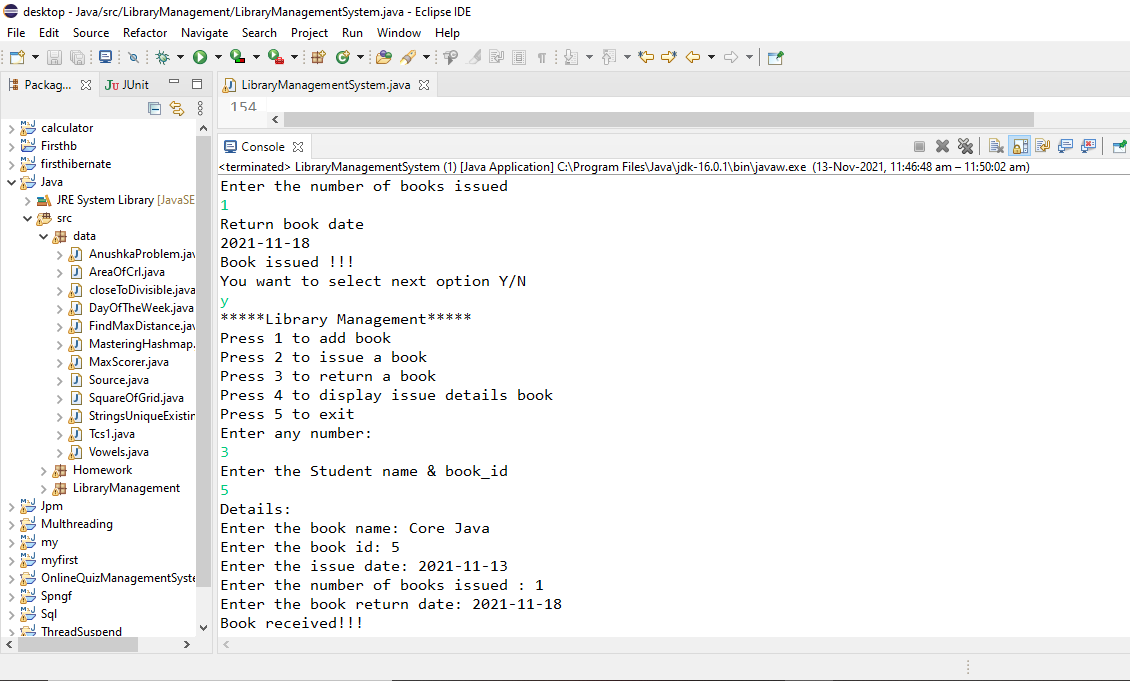 desktop - Java/src/LibraryManagement/LibraryManagementSystem.java - Eclipse IDE
File Edit Source Refactor Navigate Search Project Run Window Help
Packag...
JUnit
calculator
Firsthb
firsthibernate
Java
JRE System Library [JavaSE
src
data
AnushkaProblem.jav
AreaOfCrl.java
closeToDivisible.java
DayOfTheWeek.java
FindMaxDistance.jav
MasteringHashmap.
MaxScorer.java
Source.java
SquareOfGrid.java
StringsUniqueExistin
Tcs1.java
Vowels.java
Homework
LibraryManagement
Jpm
Multhreading
my
myfirst
OnlineQuizManagementSyste
Spngf
Sql
ThreadSuspend
LibraryManagementSystem.java
154
Console
<terminated> LibraryManagementSystem (1) [Java Application] C:\Program Files\Java\jdk-16.0.1\bin\javaw.exe (13-Nov-2021, 11:46:48 am – 11:50:02 am)
Enter the number of books issued
1
Return book date
2021-11-18
Book issued !!!
You want to select next option Y/N
y
*****Library Management*****
Press 1 to add book
Press 2 to issue a book
Press 3 to return a book
Press 4 to display issue details book
Press 5 to exit
Enter any number:
3
Enter the Student name & book_id
5
Details:
Enter the book name: Core Java
Enter the book id: 5
Enter the issue date: 2021-11-13
Enter the number of books issued : 1
Enter the book return date: 2021-11-18
Book received!!!